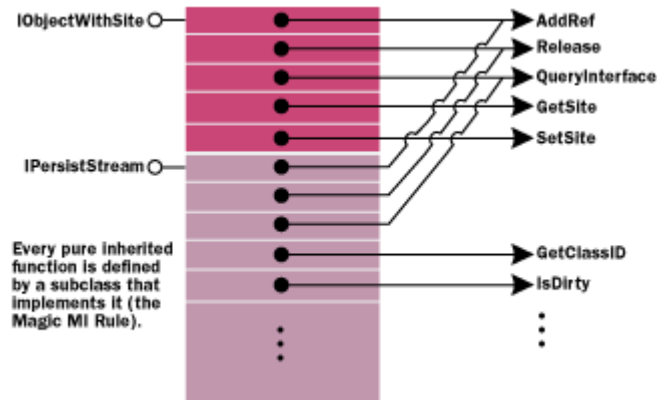 IObjectWithSite
AddRef
Release
QueryInterface
GetSite
SetSite
IPersistStream
Every pure inherited
function is defined
by a subclass that
implements it (the
Magic MI Rule).
GetClassID
IsDirty